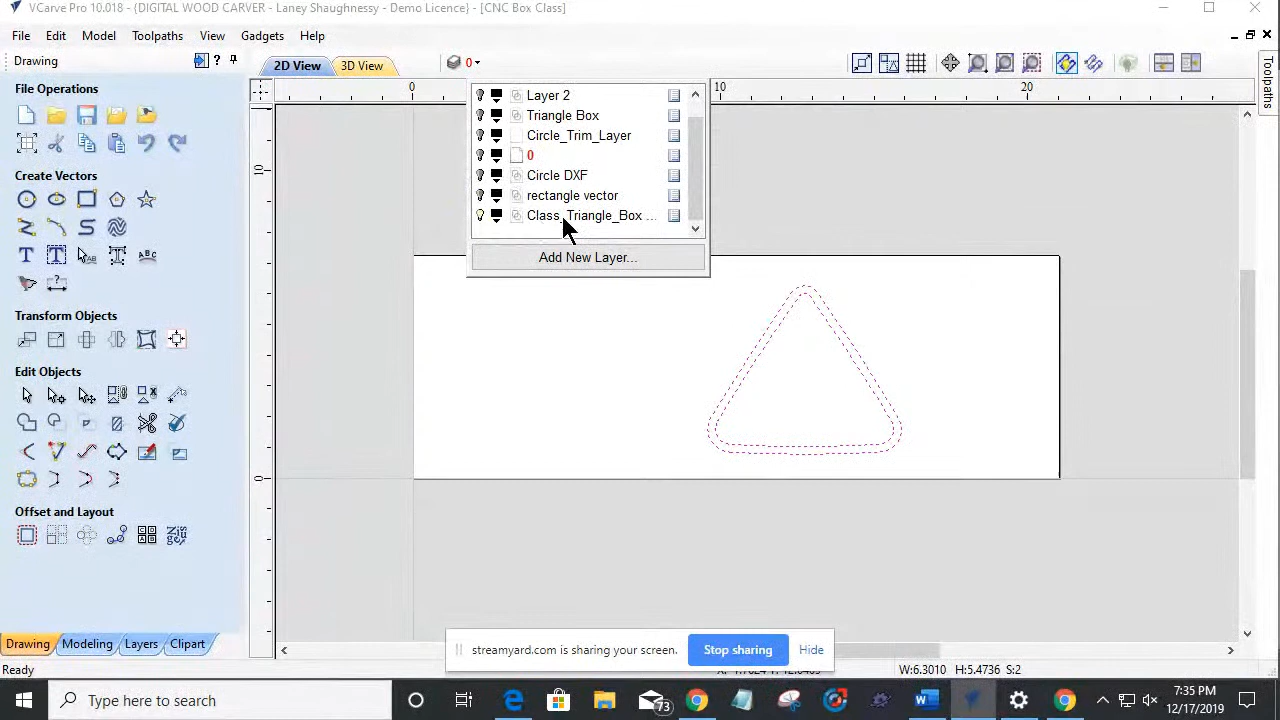 VCarve Pro 10.018 - {DIGITAL WOOD CARVER - Laney Shaughnessy - Demo Licence} - [CNC Box Class]
File Edit Model Toolpaths View Gadgets Help
Drawing
2D View 3D View 0
File Operations
Create Vectors
Transform Objects
Edit Objects
Offset and Layout
0 10 20
10
0
Layer 2
Triangle Box
Circle_Trim_Layer
0
Circle DXF
rectangle vector
Class_Triangle_Box ...
Add New Layer...
Toolpaths
Drawing Modeling Layers Clipart
streamyard.com is sharing your screen. Stop sharing Hide
Ready
W:6.3010 H:5.4736 S:2
Type here to search
73
7:35 PM
12/17/2019